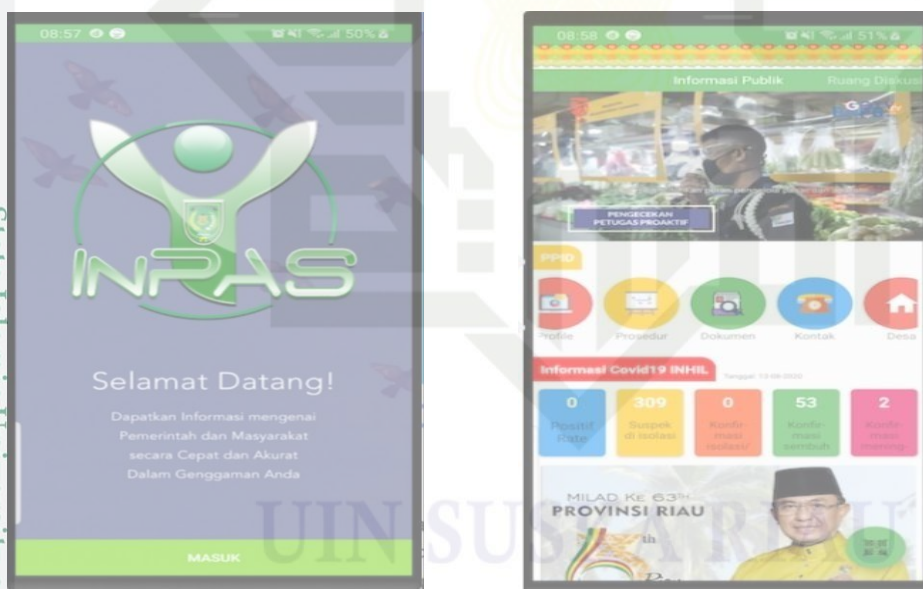 08:57
50%
INPAS
Selamat Datang!
Dapatkan Informasi mengenai
Pemerintah dan Masyarakat
secara Cepat dan Akurat
Dalam Genggaman Anda
MASUK
08:58
51%
Informasi Publik
Ruang Diskus
PENGECEKAN
PETUGAS PROAKTIF
PPID
Profile
Prosedur
Dokumen
Kontak
Desa
Informasi Covid19 INHIL
0
Positif
Rate
309
Suspek
di isolasi
0
Konfir-
masi
isolasi/
53
Konfir-
masi
sembuh
2
Konfir-
masi
mening-
MILAD KE 63TH
PROVINSI RIAU
th
UIN SUSKA RIAU